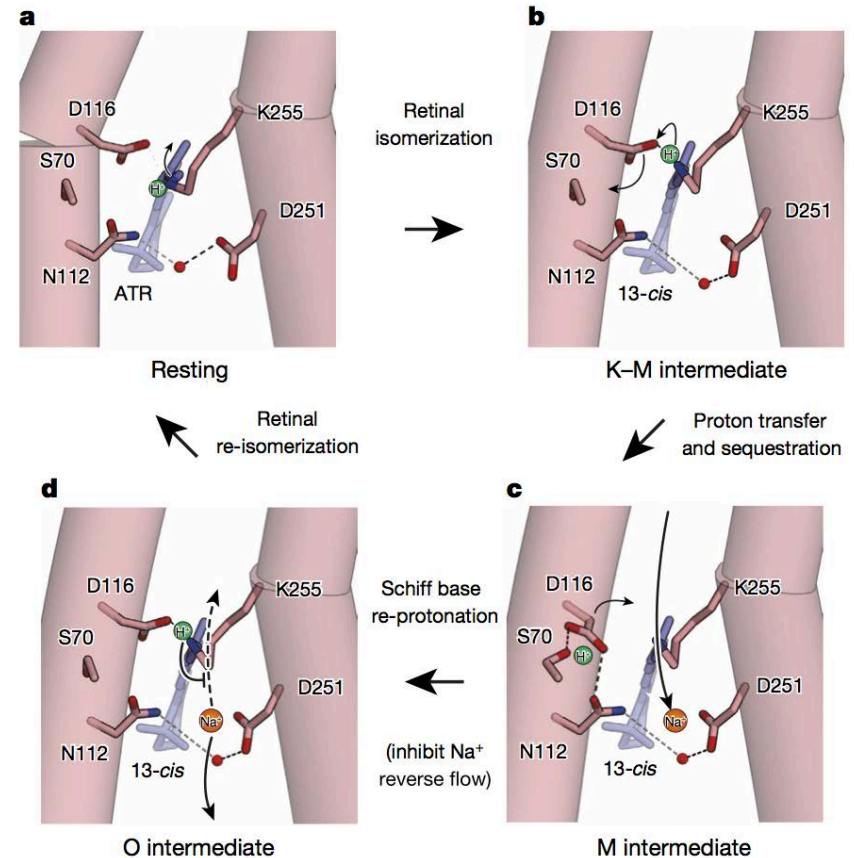 a
D116
K255
S70
H⁺
D251
N112
ATR
Resting
Retinal
isomerization
b
D116
K255
H⁺
S70
D251
N112
13-cis
K–M intermediate
Retinal
re-isomerization
Proton transfer
and sequestration
d
D116
K255
H⁺
S70
D251
Na⁺
N112
13-cis
O intermediate
Schiff base
re-protonation
(inhibit Na⁺
reverse flow)
c
D116
K255
S70
H⁺
D251
Na⁺
N112
13-cis
M intermediate